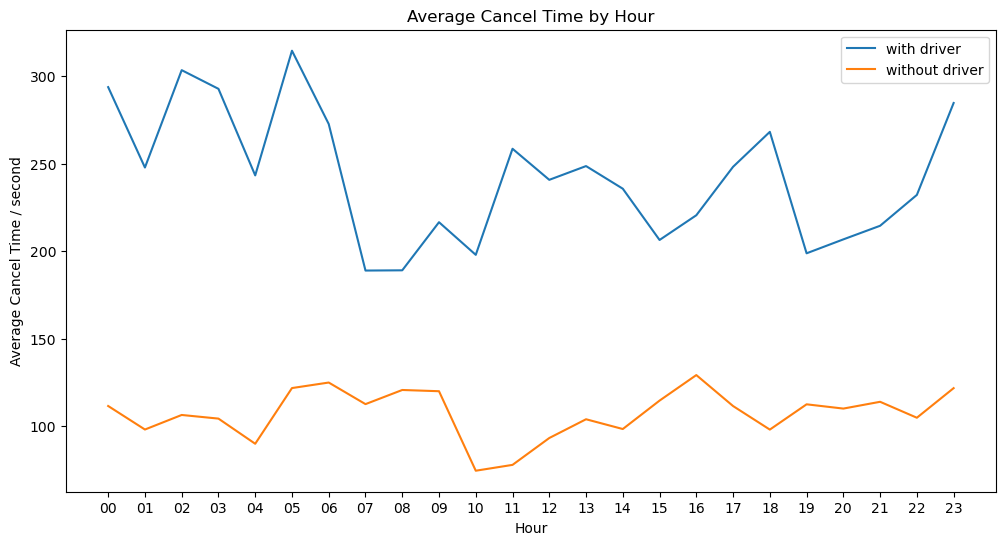 Average Cancel Time by Hour
with driver
without driver
Average Cancel Time / second
300
250
200
150
100
00 01 02 03 04 05 06 07 08 09 10 11 12 13 14 15 16 17 18 19 20 21 22 23
Hour